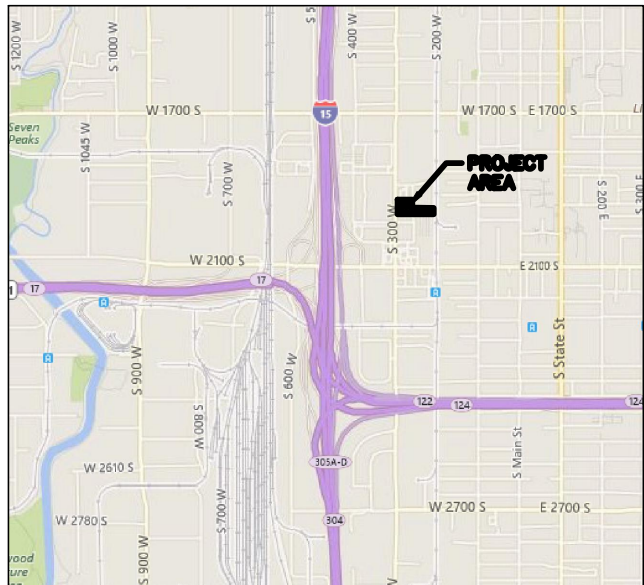 S 1200 W
S 1000 W
S 5
S 400 W
S 200 W
W 1700 S
15
W 1700 S
E 1700 S
Seven
Peaks
S 1045 W
S 700 W
PROJECT
AREA
S 200 E
S 300 E
S 300 W
W 2100 S
E 2100 S
17
17
S 900 W
S 600 W
S State St
122
124
124
S 800 W
S Main St
305A-D
W 2610 S
S 700 W
W 2700 S
E 2700 S
W 2780 S
304
S 900 W
wood
ure